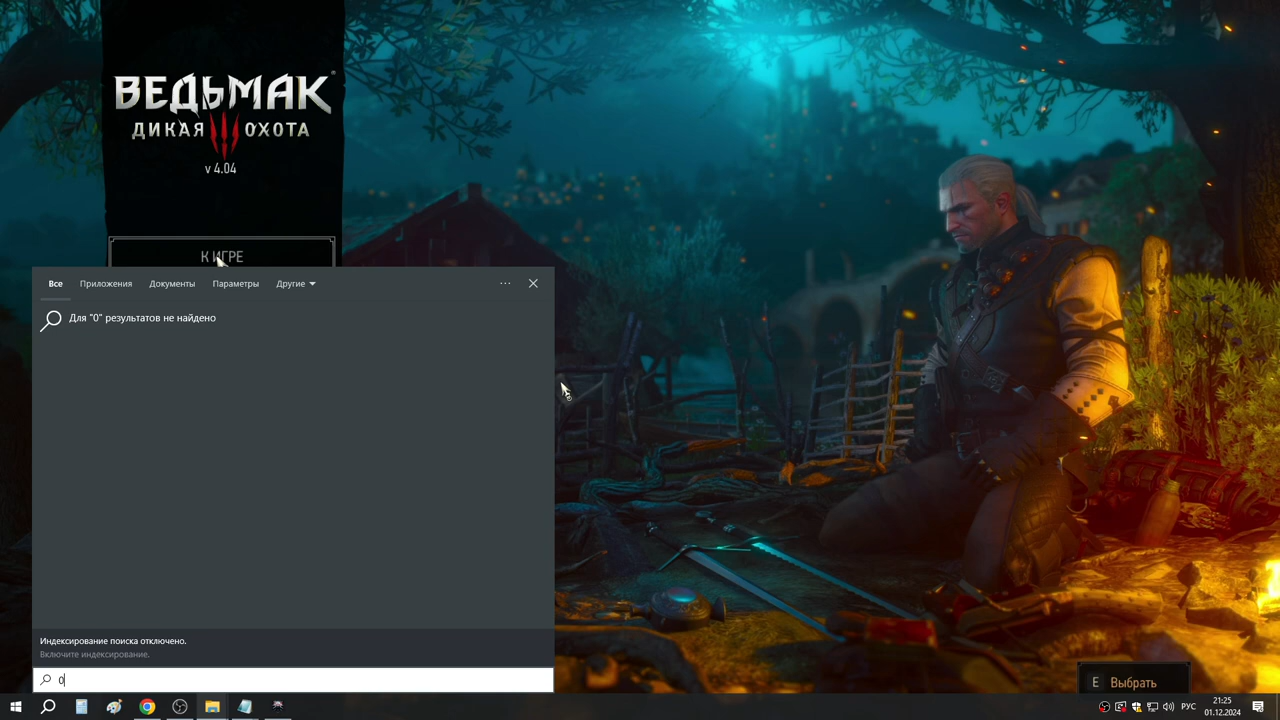 ВЕДЬМАК
ДИКАЯ III ОХОТА
v 4.04
К ИГРЕ
Все
Приложения
Документы
Параметры
Другие
Для "0" результатов не найдено
Индексирование поиска отключено.
Включите индексирование.
0
E Выбрать
РУС
21:25
01.12.2024